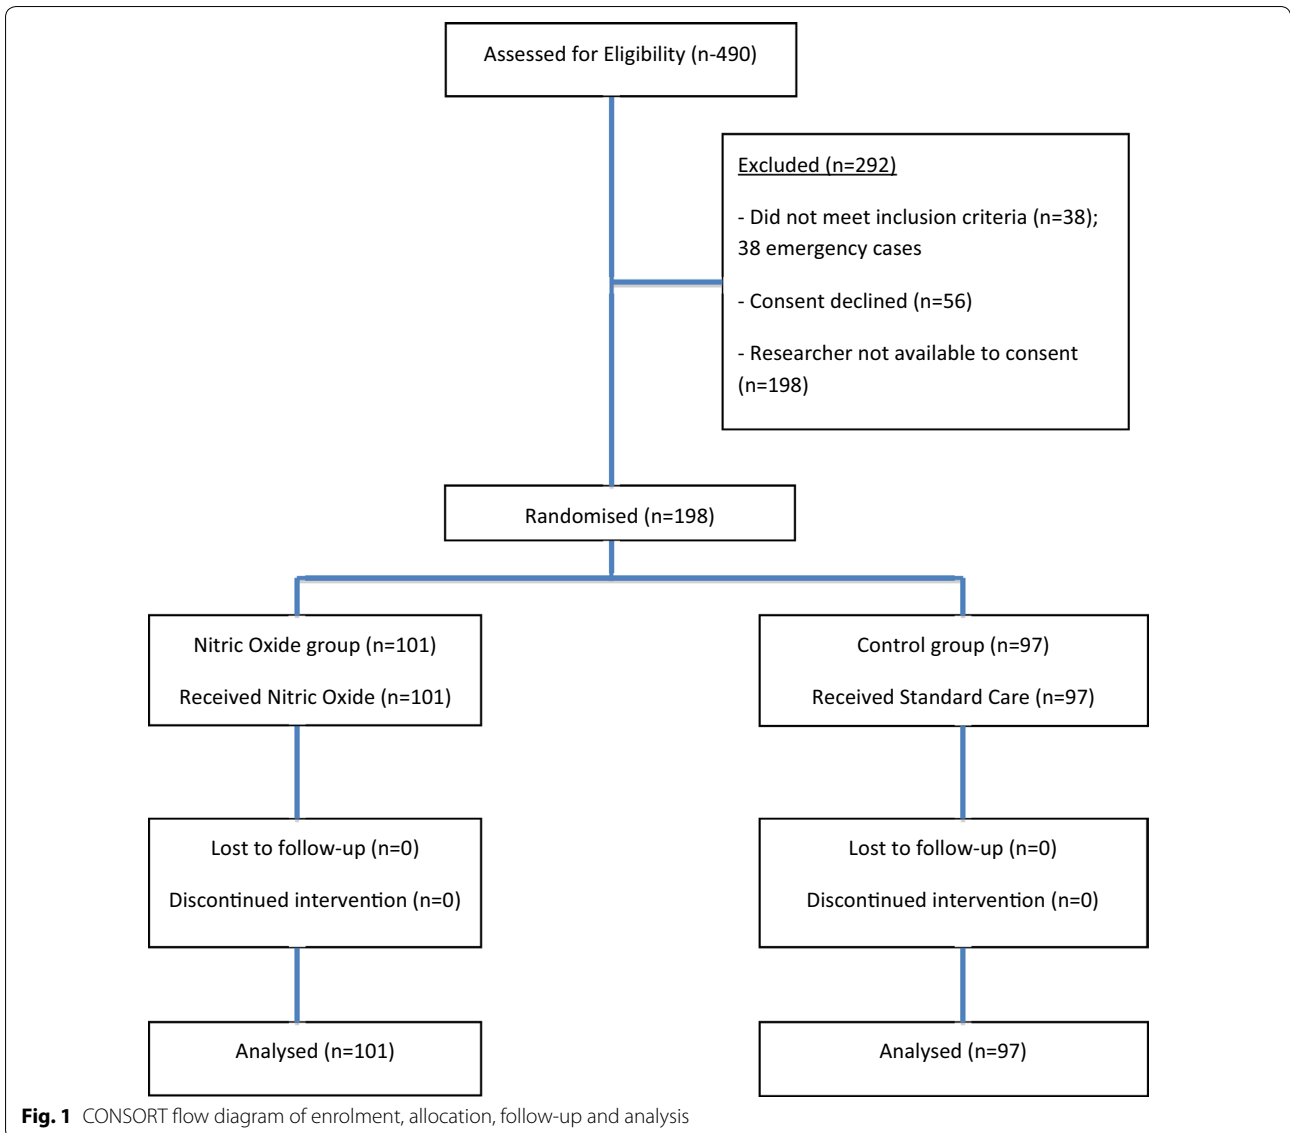 Assessed for Eligibility (n-490)
Excluded (n=292)
- Did not meet inclusion criteria (n=38);
38 emergency cases
- Consent declined (n=56)
- Researcher not available to consent
(n=198)
Randomised (n=198)
Nitric Oxide group (n=101)
Received Nitric Oxide (n=101)
Control group (n=97)
Received Standard Care (n=97)
Lost to follow-up (n=0)
Discontinued intervention (n=0)
Lost to follow-up (n=0)
Discontinued intervention (n=0)
Analysed (n=101)
Analysed (n=97)
Fig. 1 CONSORT flow diagram of enrolment, allocation, follow-up and analysis